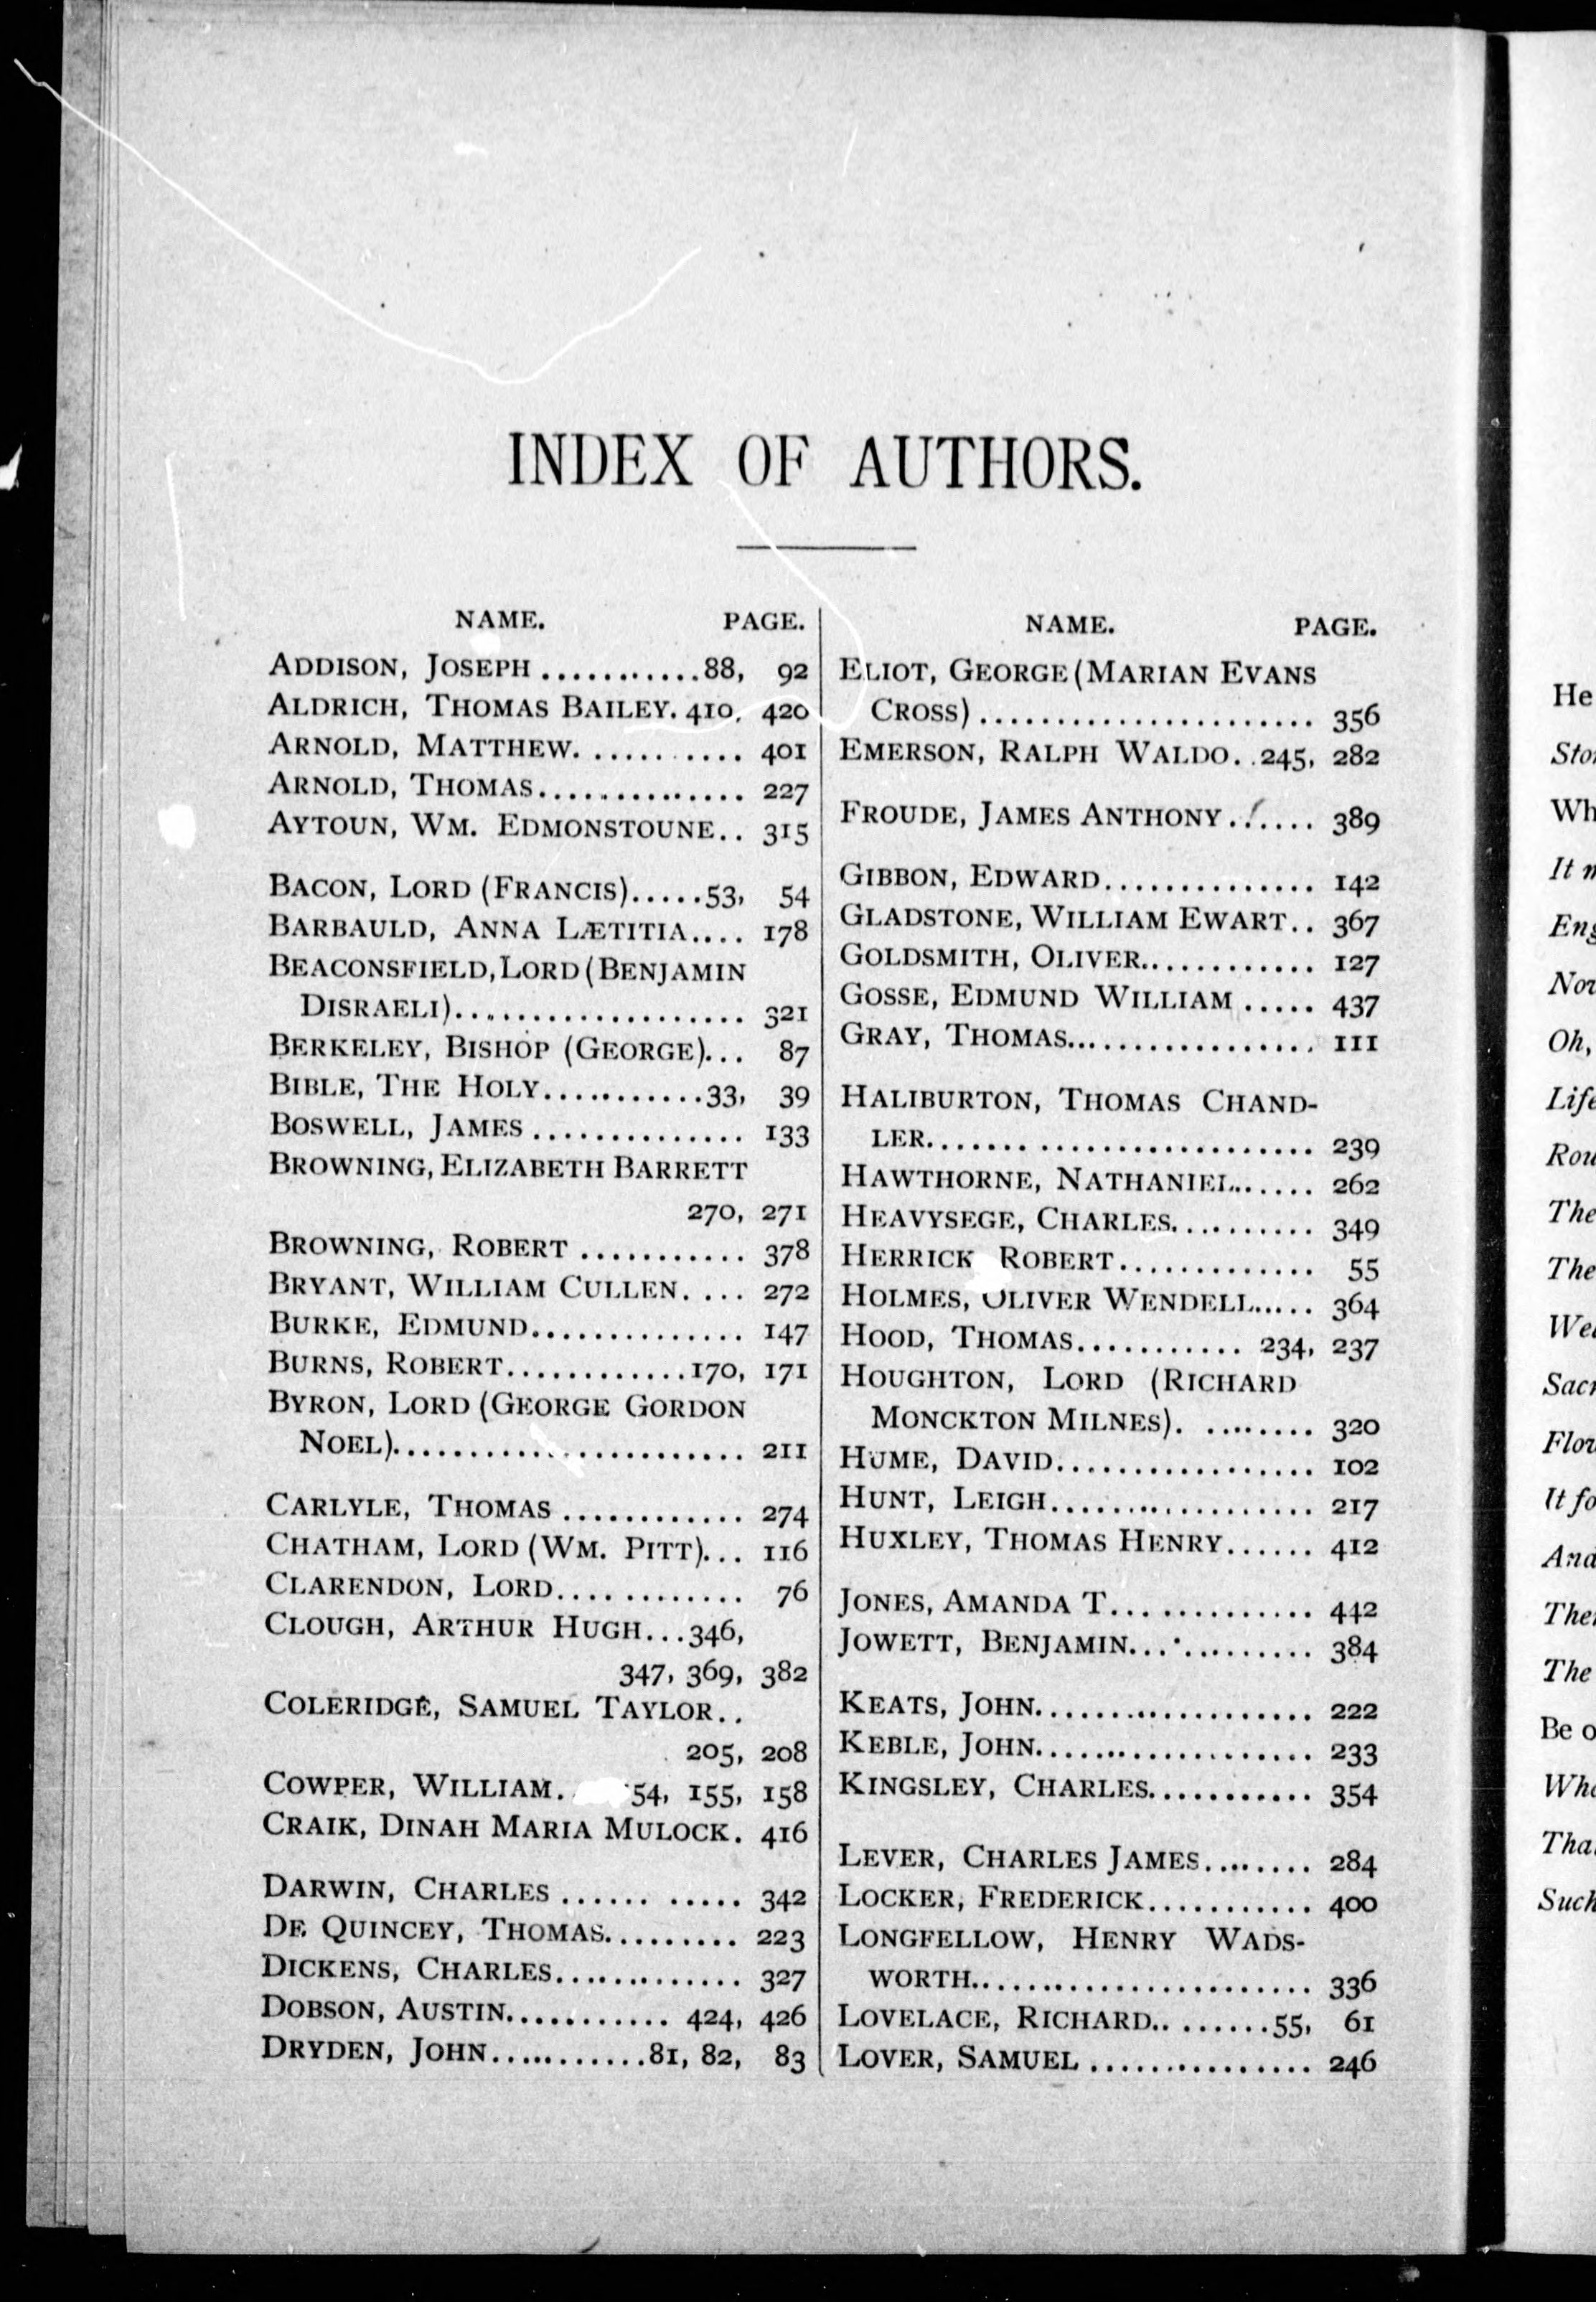 INDEX OF AUTHORS.
NAME. PAGE.
ADDISON, JOSEPH ............88, 92
ALDRICH, THOMAS BAILEY. 410, 420
ARNOLD, MATTHEW. .......... 401
ARNOLD, THOMAS.............. 227
AYTOUN, WM. EDMONSTOUNE.. 315
BACON, LORD (FRANCIS).....53, 54
BARBAULD, ANNA LÆTITIA.... 178
BEACONSFIELD, LORD (BENJAMIN
DISRAELI)................... 321
BERKELEY, BISHOP (GEORGE)... 87
BIBLE, THE HOLY...........33, 39
BOSWELL, JAMES .............. 133
BROWNING, ELIZABETH BARRETT
270, 271
BROWNING, ROBERT ........... 378
BRYANT, WILLIAM CULLEN. ... 272
BURKE, EDMUND.............. 147
BURNS, ROBERT............170, 171
BYRON, LORD (GEORGE GORDON
NOEL)....................... 211
CARLYLE, THOMAS ............ 274
CHATHAM, LORD (WM. PITT)... 116
CLARENDON, LORD............ 76
CLOUGH, ARTHUR HUGH...346,
347, 369, 382
COLERIDGE, SAMUEL TAYLOR..
205, 208
COWPER, WILLIAM. 54, 155, 158
CRAIK, DINAH MARIA MULOCK. 416
DARWIN, CHARLES ...... ..... 342
DE QUINCEY, THOMAS......... 223
DICKENS, CHARLES............. 327
DOBSON, AUSTIN........... 424, 426
DRYDEN, JOHN...........81, 82, 83
NAME. PAGE.
ELIOT, GEORGE (MARIAN EVANS
CROSS) ...................... 356
EMERSON, RALPH WALDO. .245, 282
FROUDE, JAMES ANTHONY....... 389
GIBBON, EDWARD.............. 142
GLADSTONE, WILLIAM EWART.. 367
GOLDSMITH, OLIVER............ 127
GOSSE, EDMUND WILLIAM ..... 437
GRAY, THOMAS................. 111
HALIBURTON, THOMAS CHAND-
LER......................... 239
HAWTHORNE, NATHANIEL...... 262
HEAVYSEGE, CHARLES.......... 349
HERRICK ROBERT............. 55
HOLMES, OLIVER WENDELL..... 364
HOOD, THOMAS........... 234, 237
HOUGHTON, LORD (RICHARD
MONCKTON MILNES). ........ 320
HUME, DAVID................. 102
HUNT, LEIGH.................. 217
HUXLEY, THOMAS HENRY...... 412
JONES, AMANDA T.............. 442
JOWETT, BENJAMIN............ 384
KEATS, JOHN................... 222
KEBLE, JOHN................... 233
KINGSLEY, CHARLES........... 354
LEVER, CHARLES JAMES........ 284
LOCKER, FREDERICK........... 400
LONGFELLOW, HENRY WADS-
WORTH....................... 336
LOVELACE, RICHARD.. .......55, 61
LOVER, SAMUEL ............... 246
He
Wh
It
Oh,
The
The
Flow
It
And
The
Be
Such